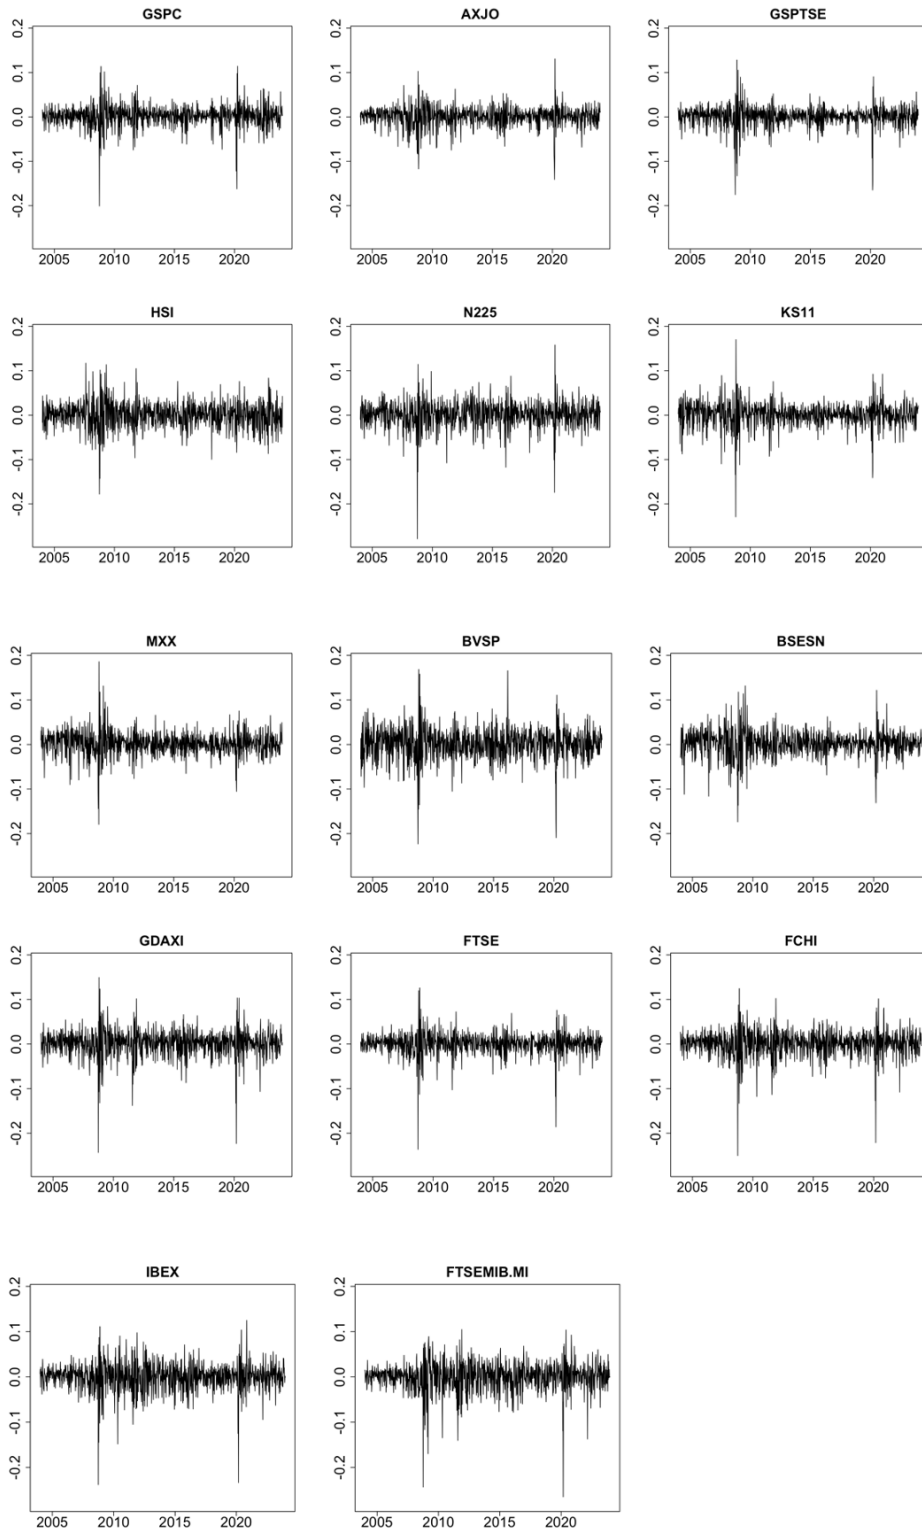 GSPC AXJO GSPTSE
0.2 0.2 0.2
0.1 0.1 0.1
0.0 0.0 0.0
-0.1 -0.1 -0.1
-0.2 -0.2 -0.2
2005 2010 2015 2020 2005 2010 2015 2020 2005 2010 2015 2020
HSI N225 KS11
0.2 0.2 0.2
0.1 0.1 0.1
0.0 0.0 0.0
-0.1 -0.1 -0.1
-0.2 -0.2 -0.2
2005 2010 2015 2020 2005 2010 2015 2020 2005 2010 2015 2020
MXX BVSP BSESN
0.2 0.2 0.2
0.1 0.1 0.1
0.0 0.0 0.0
-0.1 -0.1 -0.1
-0.2 -0.2 -0.2
2005 2010 2015 2020 2005 2010 2015 2020 2005 2010 2015 2020
GDAXI FTSE FCHI
0.2 0.2 0.2
0.1 0.1 0.1
0.0 0.0 0.0
-0.1 -0.1 -0.1
-0.2 -0.2 -0.2
2005 2010 2015 2020 2005 2010 2015 2020 2005 2010 2015 2020
IBEX FTSEMIB.MI
0.2 0.2
0.1 0.1
0.0 0.0
-0.1 -0.1
-0.2 -0.2
2005 2010 2015 2020 2005 2010 2015 2020